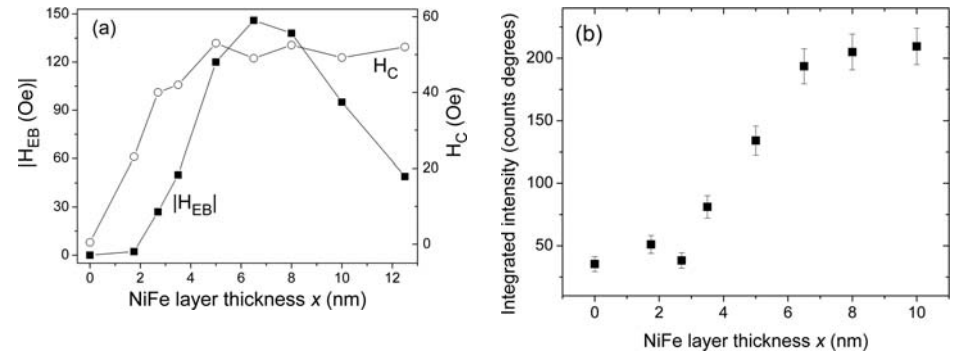 (a)
150
120
90
60
30
0
|H_EB| (Oe)|
60
40
20
0
H_C (Oe)
H_C
|H_EB|
0 2 4 6 8 10 12
NiFe layer thickness x (nm)
(b)
200
150
100
50
Integrated intensity (counts degrees)
0 2 4 6 8 10
NiFe layer thickness x (nm)